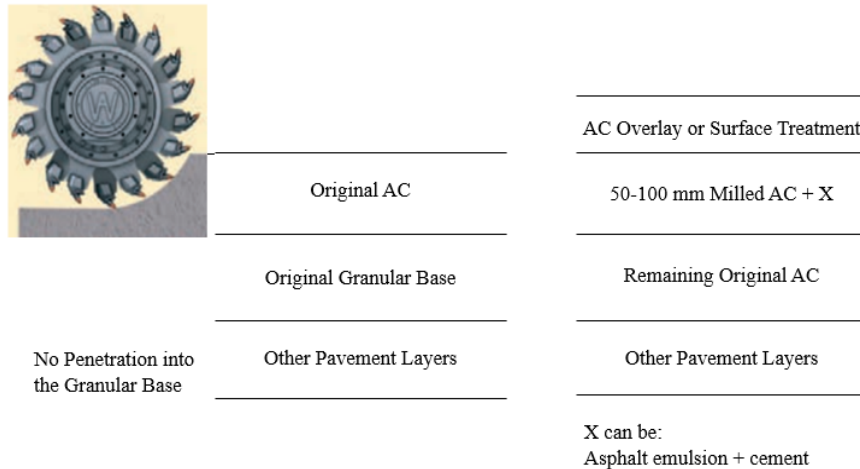 W
AC Overlay or Surface Treatment
Original AC
50-100 mm Milled AC + X
Original Granular Base
Remaining Original AC
No Penetration into
the Granular Base
Other Pavement Layers
Other Pavement Layers
X can be:
Asphalt emulsion + cement